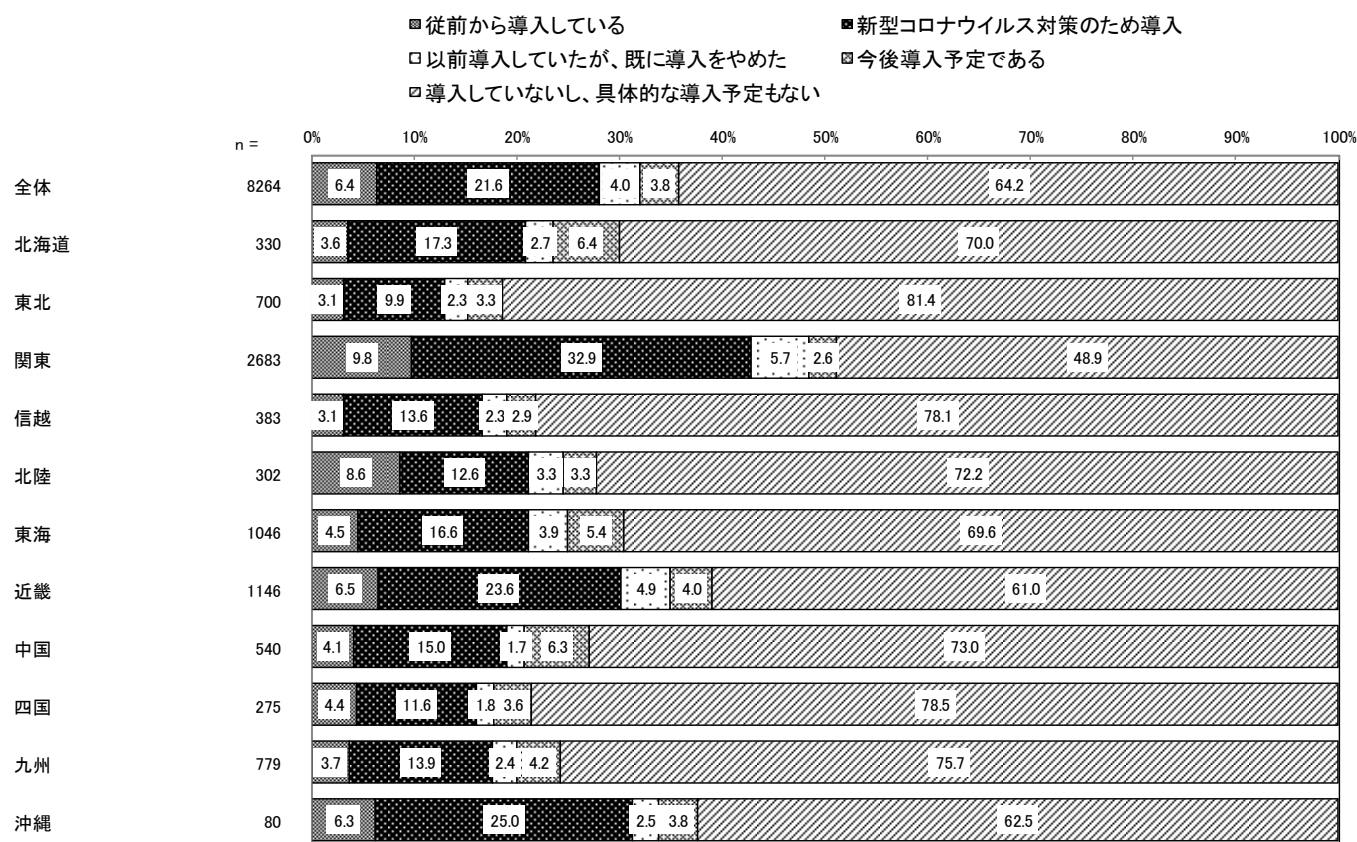 従前から導入している 新型コロナウイルス対策のため導入
以前導入していたが、既に導入をやめた 今後導入予定である
導入していないし、具体的な導入予定もない
n = 0% 10% 20% 30% 40% 50% 60% 70% 80% 90% 100%
全体 8264 6.4 21.6 4.0 3.8 64.2
北海道 330 3.6 17.3 2.7 6.4 70.0
東北 700 3.1 9.9 2.3 3.3 81.4
関東 2683 9.8 32.9 5.7 2.6 48.9
信越 383 3.1 13.6 2.3 2.9 78.1
北陸 302 8.6 12.6 3.3 3.3 72.2
東海 1046 4.5 16.6 3.9 5.4 69.6
近畿 1146 6.5 23.6 4.9 4.0 61.0
中国 540 4.1 15.0 1.7 6.3 73.0
四国 275 4.4 11.6 1.8 3.6 78.5
九州 779 3.7 13.9 2.4 4.2 75.7
沖縄 80 6.3 25.0 2.5 3.8 62.5